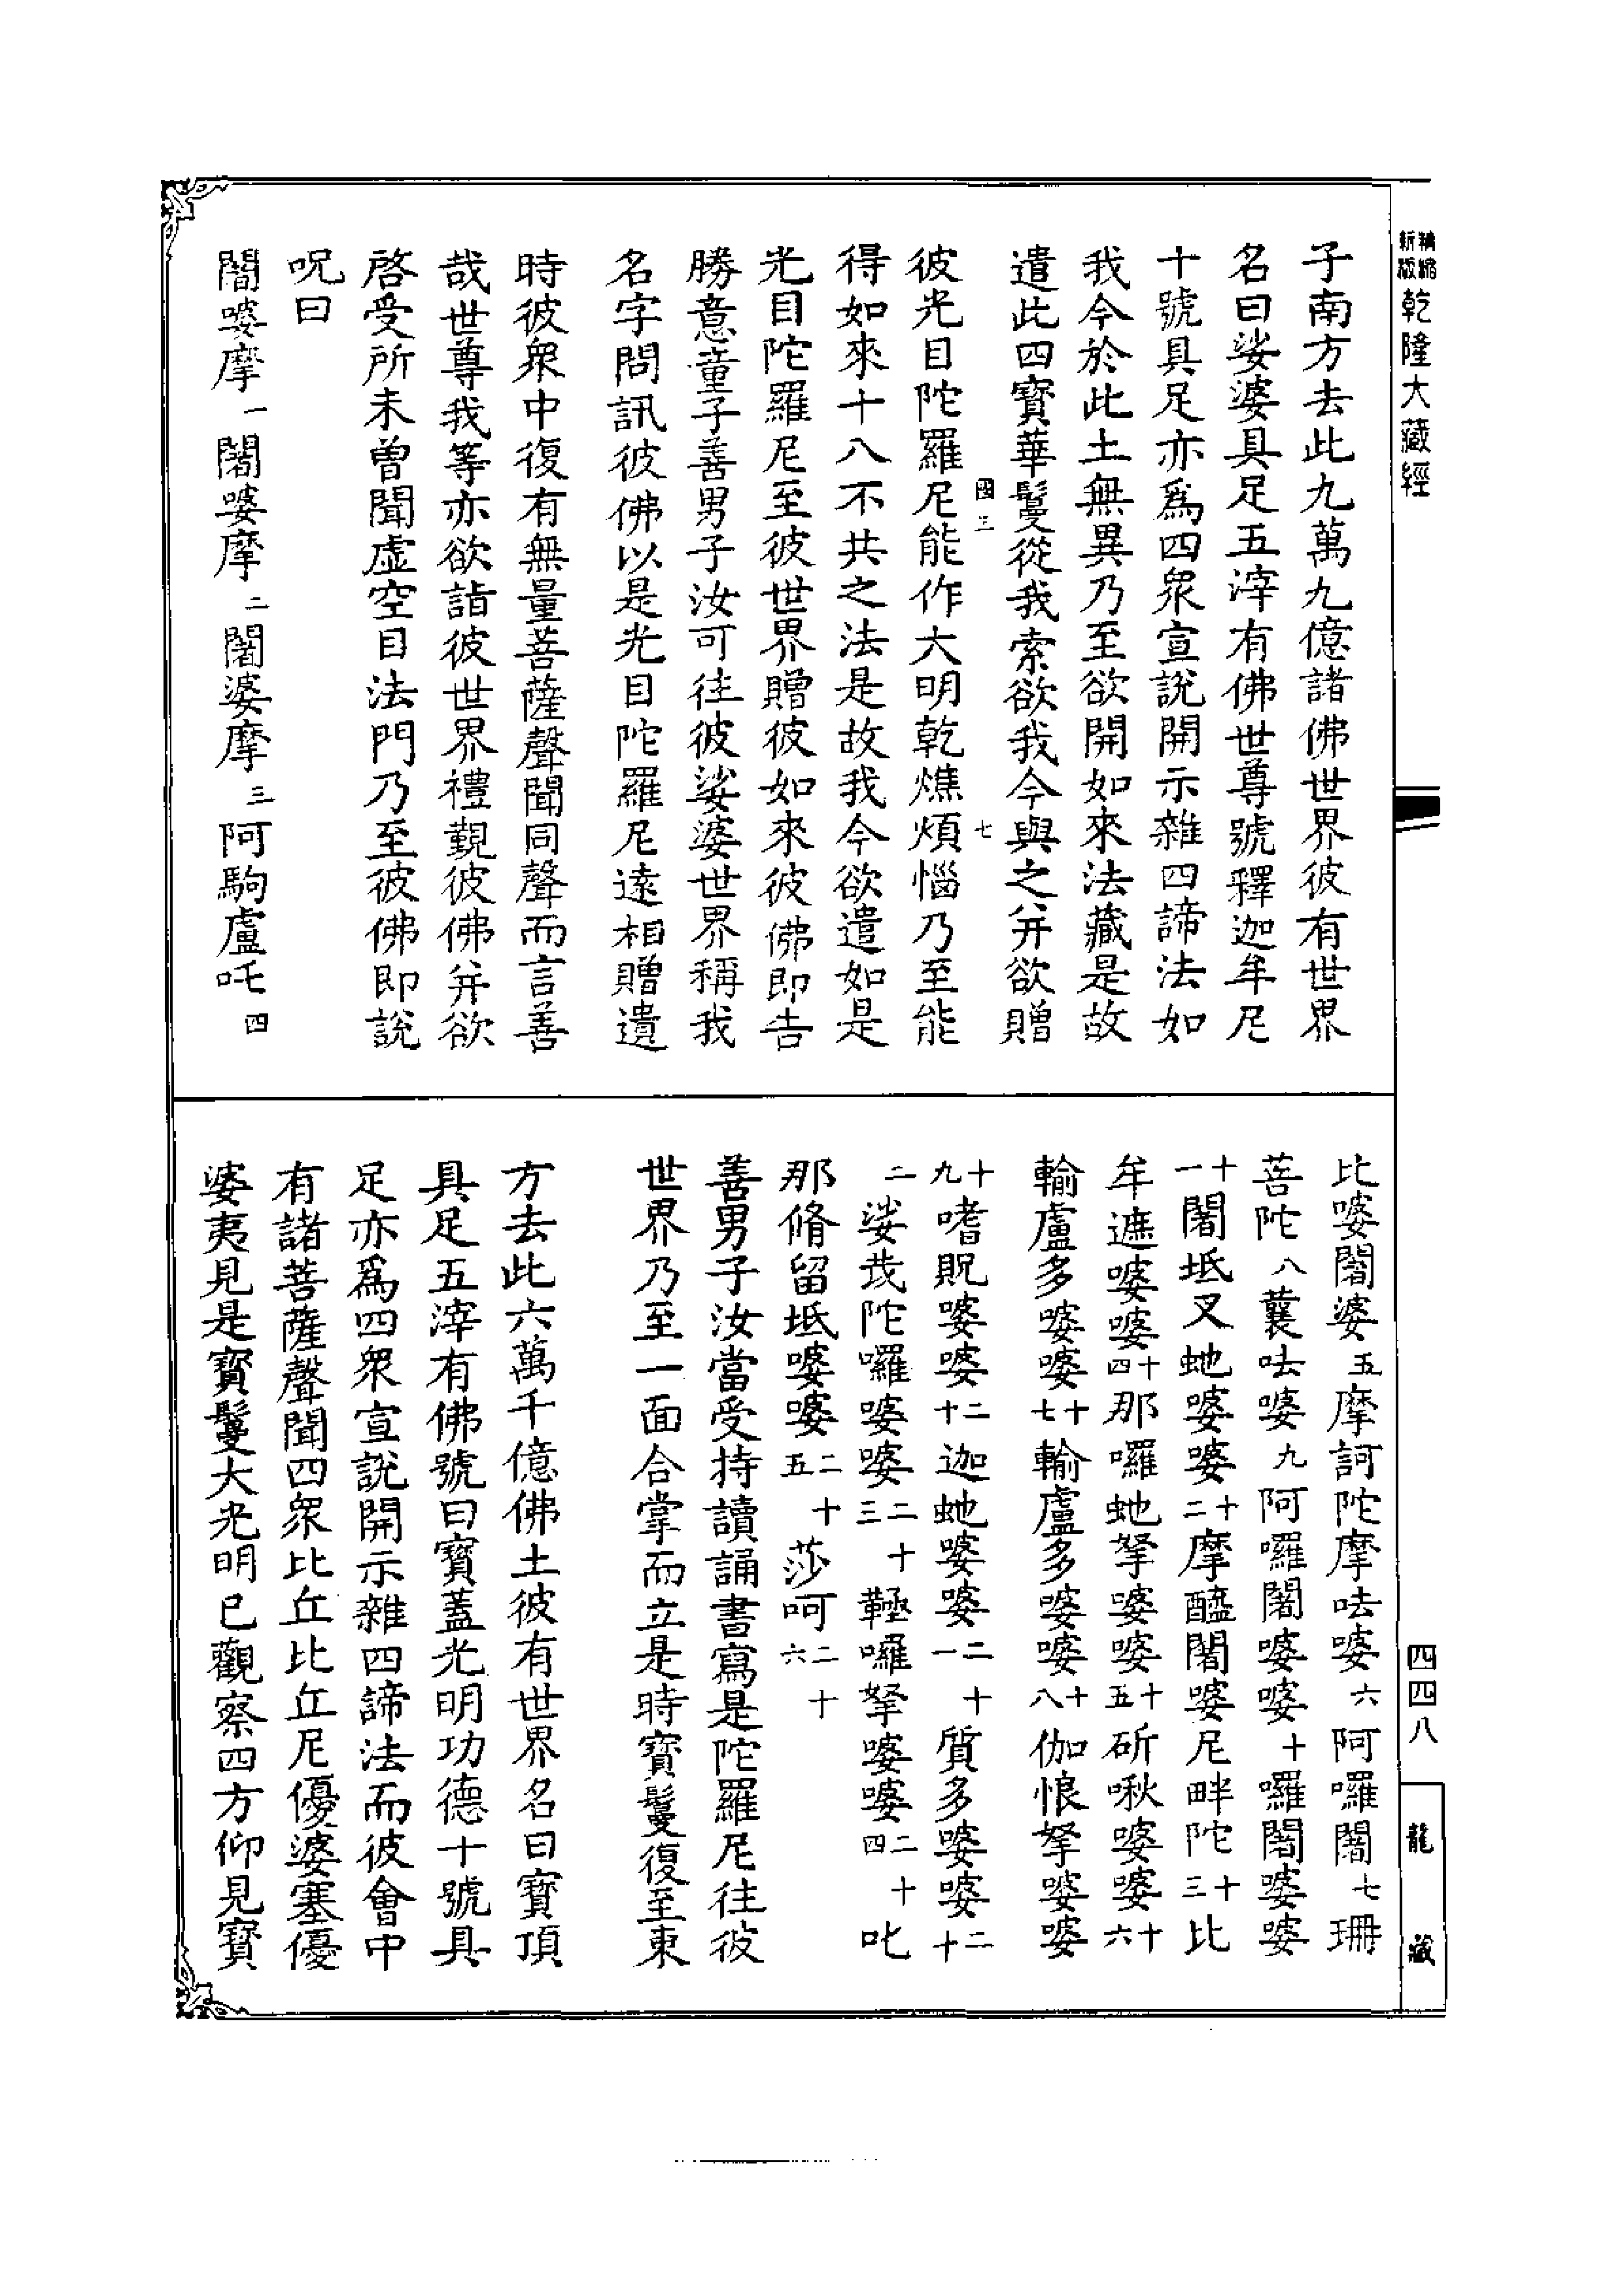 精縮新版乾隆大藏經
子南方去此九萬九億諸佛世界彼有世界
名曰娑婆具足五滓有佛世尊號釋迦牟尼
十號具足亦爲四衆宣說開示雜四諦法如
我今於此土無異乃至欲開如來法藏是故
遣此四寶華鬘從我索欲我今與之并欲贈
國三 七
彼光目陀羅尼能作大明乾燋煩惱乃至能
得如來十八不共之法是故我今欲遣如是
光目陀羅尼至彼世界贈彼如來彼佛即告
勝意童子善男子汝可往彼娑婆世界稱我
名字問訊彼佛以是光目陀羅尼遠相贈遺
時彼衆中復有無量菩薩聲聞同聲而言善
哉世尊我等亦欲詣彼世界禮覲彼佛并欲
啓受所未曾聞虛空目法門乃至彼佛即說
呪曰
闍婆摩一闍婆摩二闍婆摩三阿駒盧吒四
四四八
龍藏
比婆闍婆五摩訶陀摩呿婆六阿囉闍七珊
菩陀八蘘呿婆九阿囉闍婆婆十囉闍婆婆
十一闍坻叉虵婆婆十二摩醯闍婆尼畔陀十三比
牟遮婆婆十四那囉虵拏婆婆十五斫啾婆婆十六
輸盧多婆婆十七輸盧多婆婆十八伽悢拏婆婆
十九嗜貺婆婆二十迦虵婆婆二十一質多婆婆二十
二娑茷陀囉婆婆二十三鞕囉拏婆婆二十四叱
那脩留坻婆婆二十五莎呵二十六
善男子汝當受持讀誦書寫是陀羅尼往彼
世界乃至一面合掌而立是時寶鬘復至東
方去此六萬千億佛土彼有世界名曰寶頂
具足五滓有佛號曰寶蓋光明功德十號具
足亦爲四衆宣說開示雜四諦法而彼會中
有諸菩薩聲聞四衆比丘比丘尼優婆塞優
婆夷見是寶鬘大光明已觀察四方仰見寶